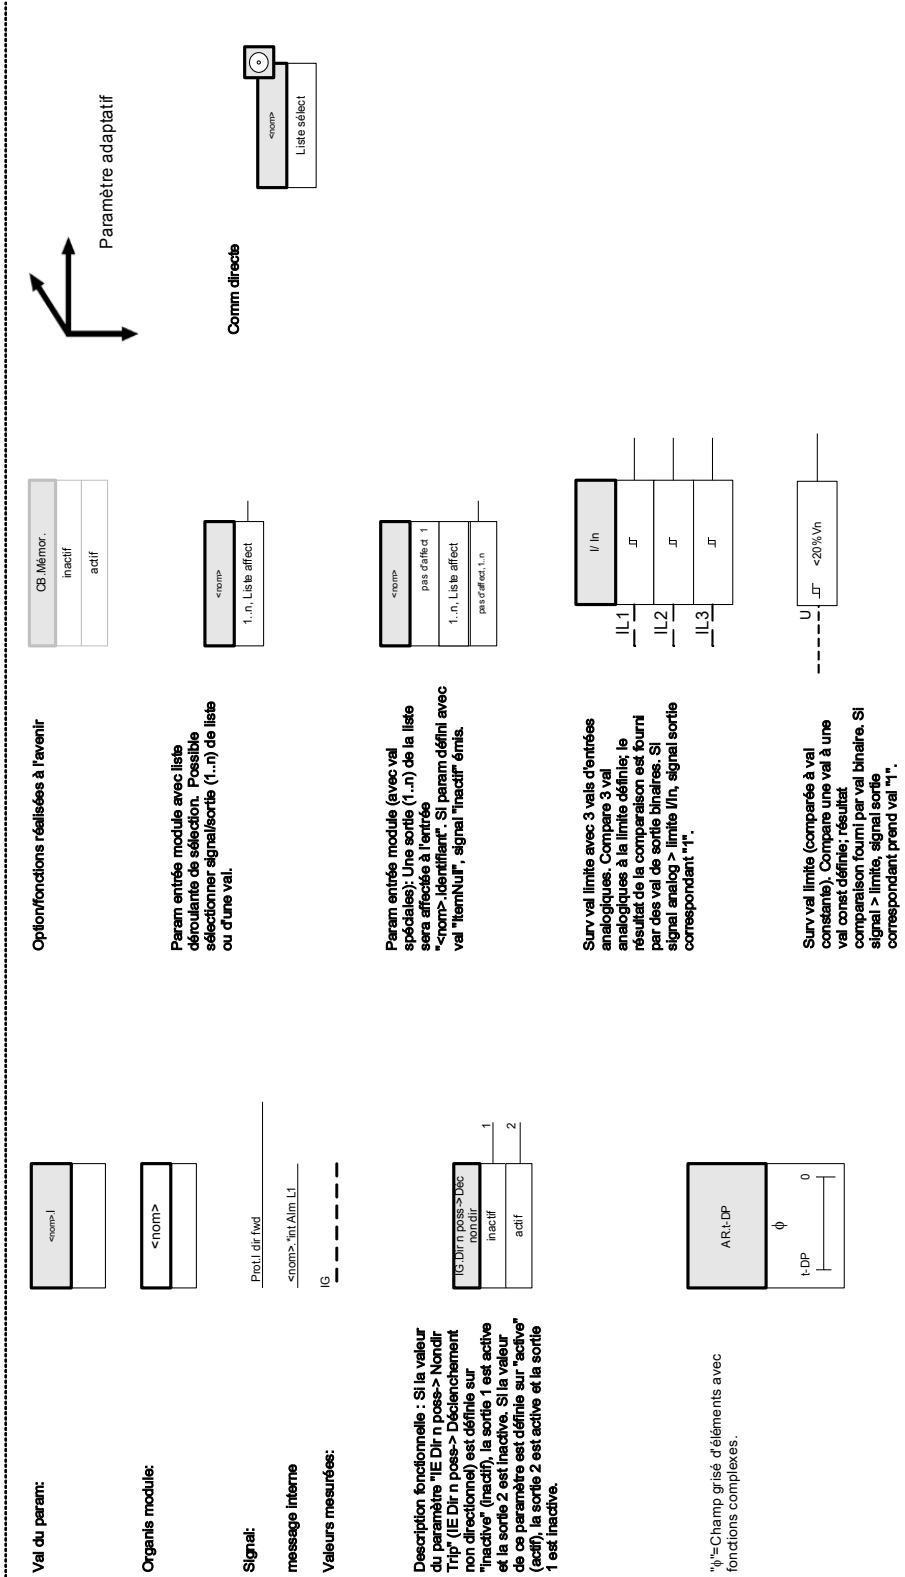 Val du param:
<nom>.I
Organis module:
<nom>
Signal:
Prot.I dir fwd
message interne
<nom>.*int Alm L1
Valeurs mesurées:
IG
Description fonctionnelle : Si la valeur
du paramètre "IE Dir n poss-> Nondir
Trip" (IE Dir n poss-> Déclenchement
non directionnel) est définie sur
"inactive" (inactif), la sortie 1 est active
et la sortie 2 est inactive. Si la valeur
de ce paramètre est définie sur "active"
(actif), la sortie 2 est active et la sortie
1 est inactive.
IG.Dir n poss-> Déc
non dir
inactif
1
actif
2
"ϕ"=Champ grisé d'éléments avec
fonctions complexes.
AR.t-DP
ϕ
t-DP
0
Option/fonctions réalisées à l'avenir
CB.Mémor.
inactif
actif
Param entrée module avec liste
déroulante de sélection. Possible
sélectionner signal/sortie (1..n) de liste
ou d'une val.
<nom>
1..n, Liste affect
Param entrée module (avec val
spéciales): Une sortie (1..n) de la liste
sera affectée à l'entrée
"<nom>.Identifiant". Si param défini avec
val "ItemNull", signal "inactif" émis.
<nom>
pas d'affect 1
1..n, Liste affect
pas d'affect,1..n
Surv val limite avec 3 vals d'entrées
analogiques. Compare 3 val
analogiques à la limite définie; le
résultat de la comparaison est fourni
par des val de sortie binaires. Si
signal analog > limite I/In, signal sortie
correspondant "1".
I/ In
IL1
IL2
IL3
Surv val limite (comparée à val
constante). Compare une val à une
val const définie; résultat
comparaison fourni par val binaire. Si
signal > limite, signal sortie
correspondant prend val "1".
U
<20%Vn
Paramètre adaptatif
Comm directe
<nom>
Liste sélect